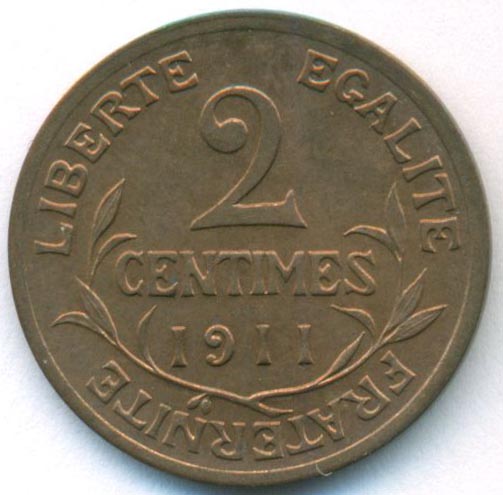 LIBERTE EGALITE FRATERNITE
2
CENTIMES
1911